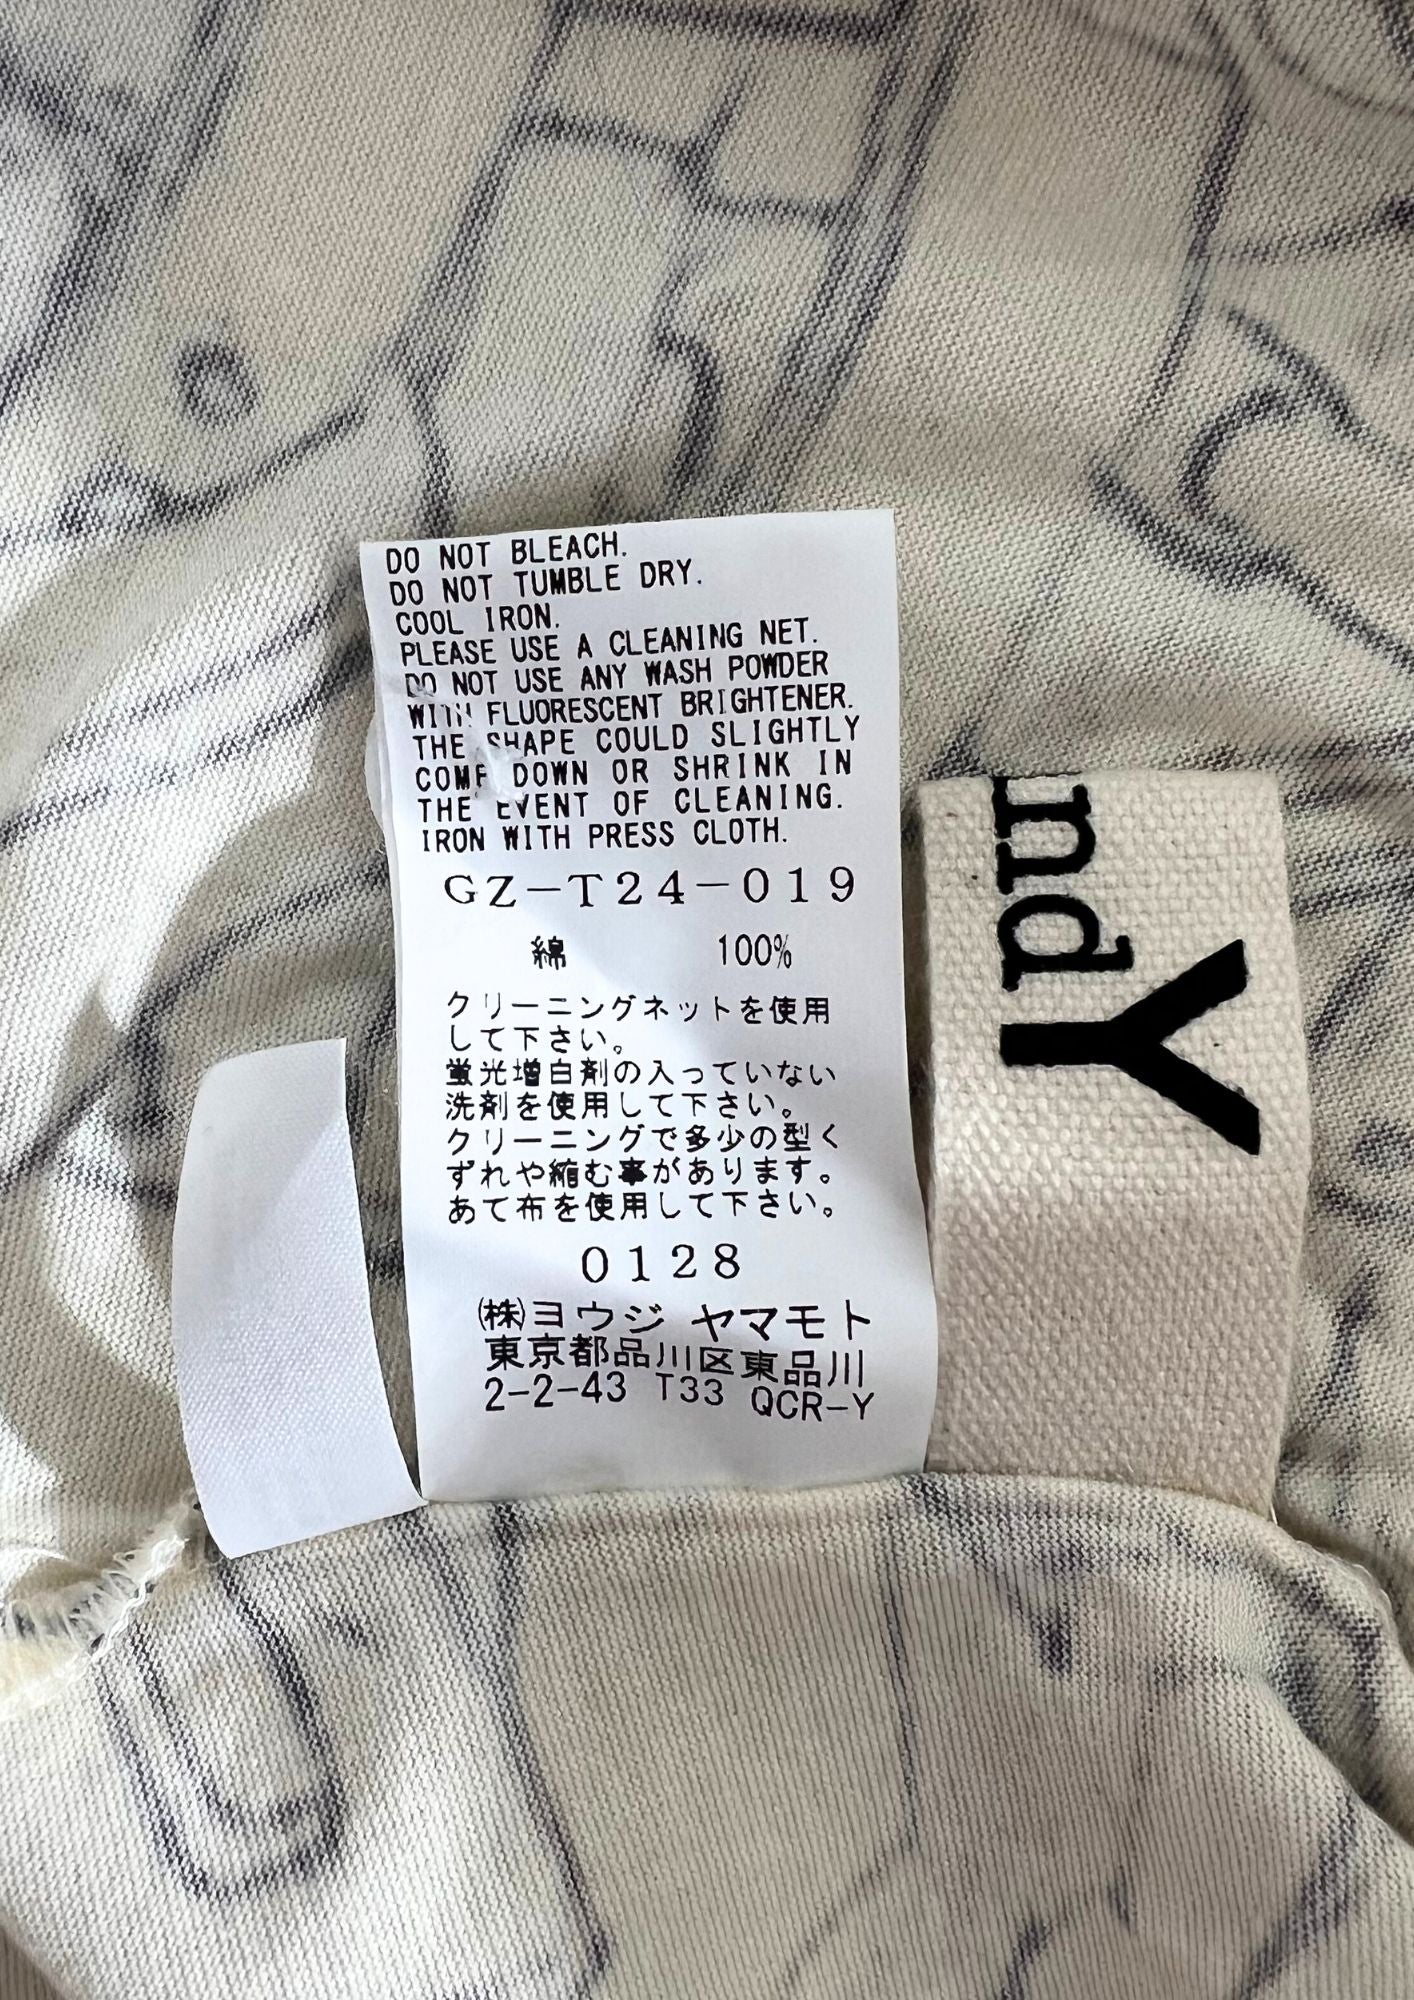 DO NOT BLEACH.
DO NOT TUMBLE DRY.
COOL IRON.
PLEASE USE A CLEANING NET.
DO NOT USE ANY WASH POWDER
WITH FLUORESCENT BRIGHTENER.
THE SHAPE COULD SLIGHTLY
COME DOWN OR SHRINK IN
THE EVENT OF CLEANING.
IRON WITH PRESS CLOTH.
GZ-T24-019
綿 100%
クリーニングネットを使用
して下さい。
蛍光増白剤の入っていない
洗剤を使用して下さい。
クリーニングで多少の型く
ずれや縮む事があります。
あて布を使用して下さい。
0128
㈱ヨウジ ヤマモト
東京都品川区東品川
2-2-43 T33 QCR-Y